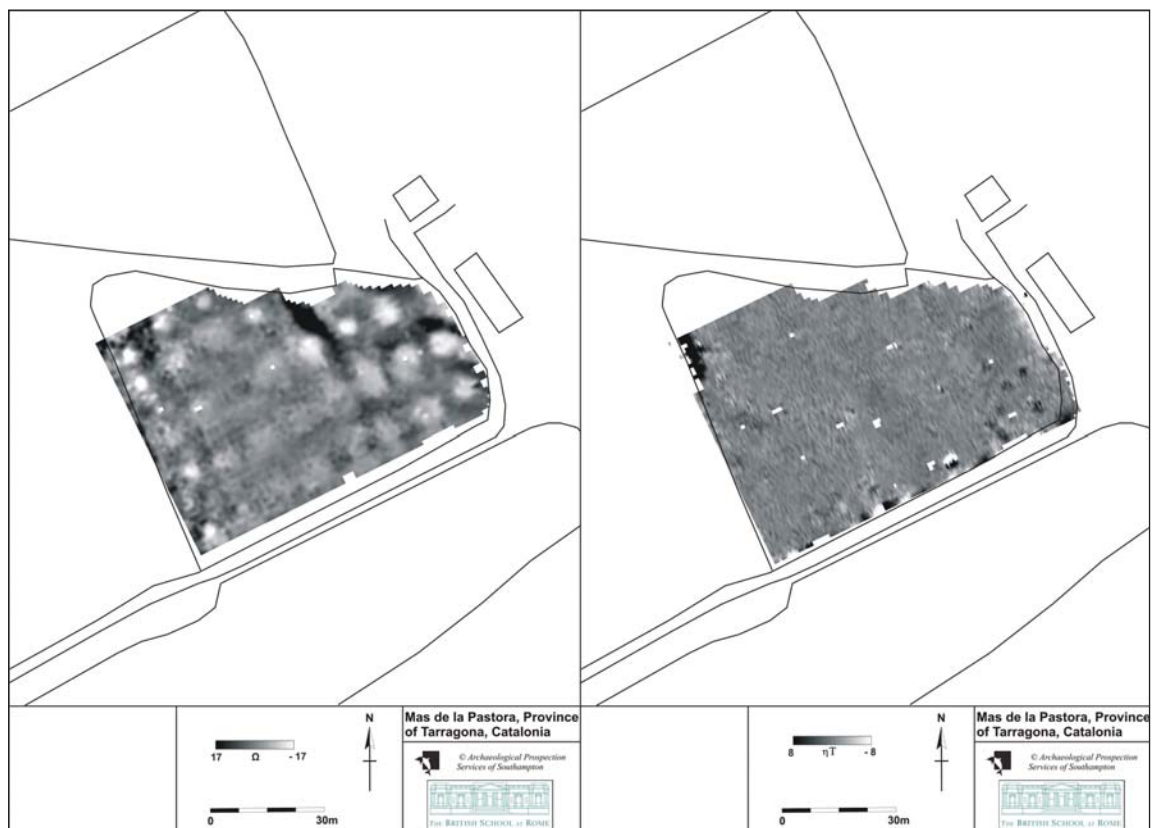 17 Ω - 17
0 30m
N
Mas de la Pastora, Province
of Tarragona, Catalonia
© Archaeological Prospection
Services of Southampton
THE BRITISH SCHOOL AT ROME
8 ηT - 8
0 30m
N
Mas de la Pastora, Province
of Tarragona, Catalonia
© Archaeological Prospection
Services of Southampton
THE BRITISH SCHOOL AT ROME